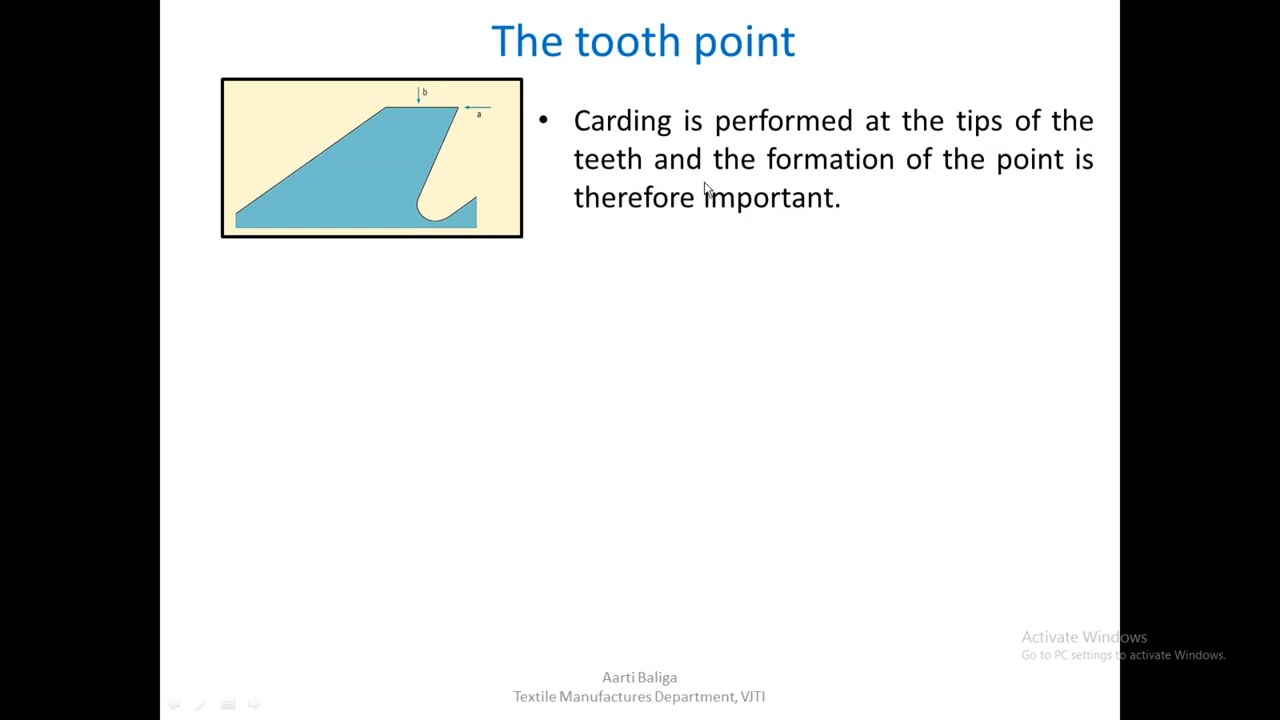 The tooth point
b
a
• Carding is performed at the tips of the
teeth and the formation of the point is
therefore important.
Activate Windows
Go to PC settings to activate Windows.
Aarti Baliga
Textile Manufactures Department, VJTI